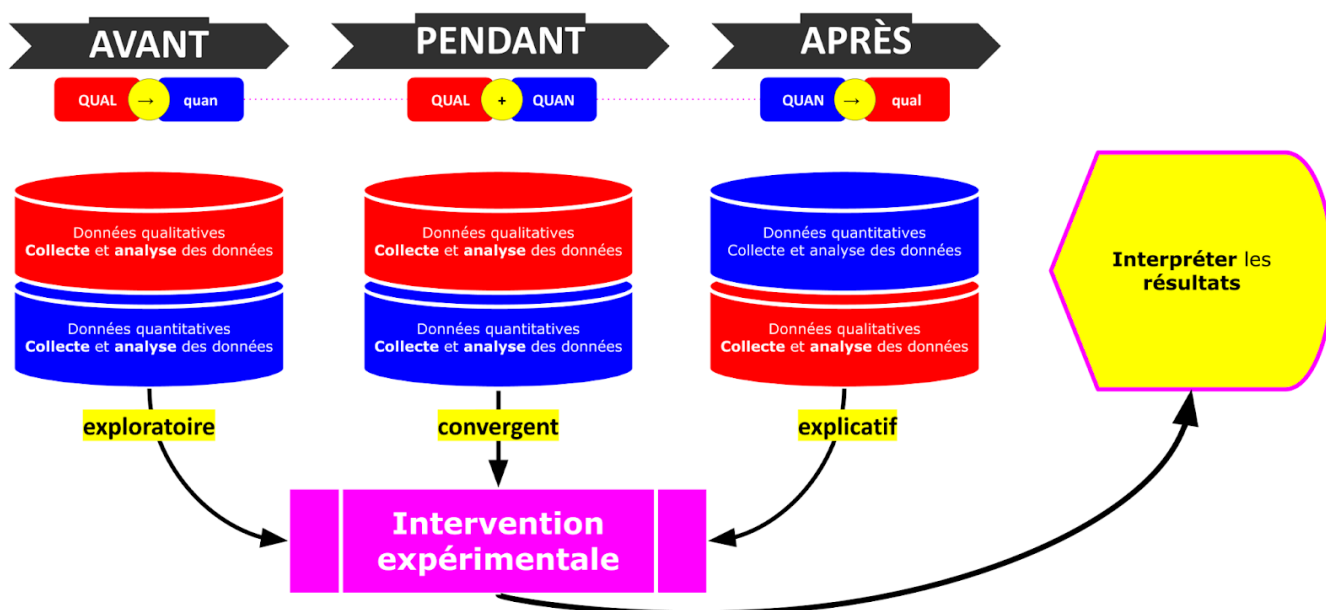 AVANT
PENDANT
APRÈS
QUAL → quan
QUAL + QUAN
QUAN → qual
Données qualitatives
Collecte et analyse des données
Données quantitatives
Collecte et analyse des données
exploratoire
Données qualitatives
Collecte et analyse des données
Données quantitatives
Collecte et analyse des données
convergent
Données quantitatives
Collecte et analyse des données
Données qualitatives
Collecte et analyse des données
explicatif
Interpréter les
résultats
Intervention
expérimentale